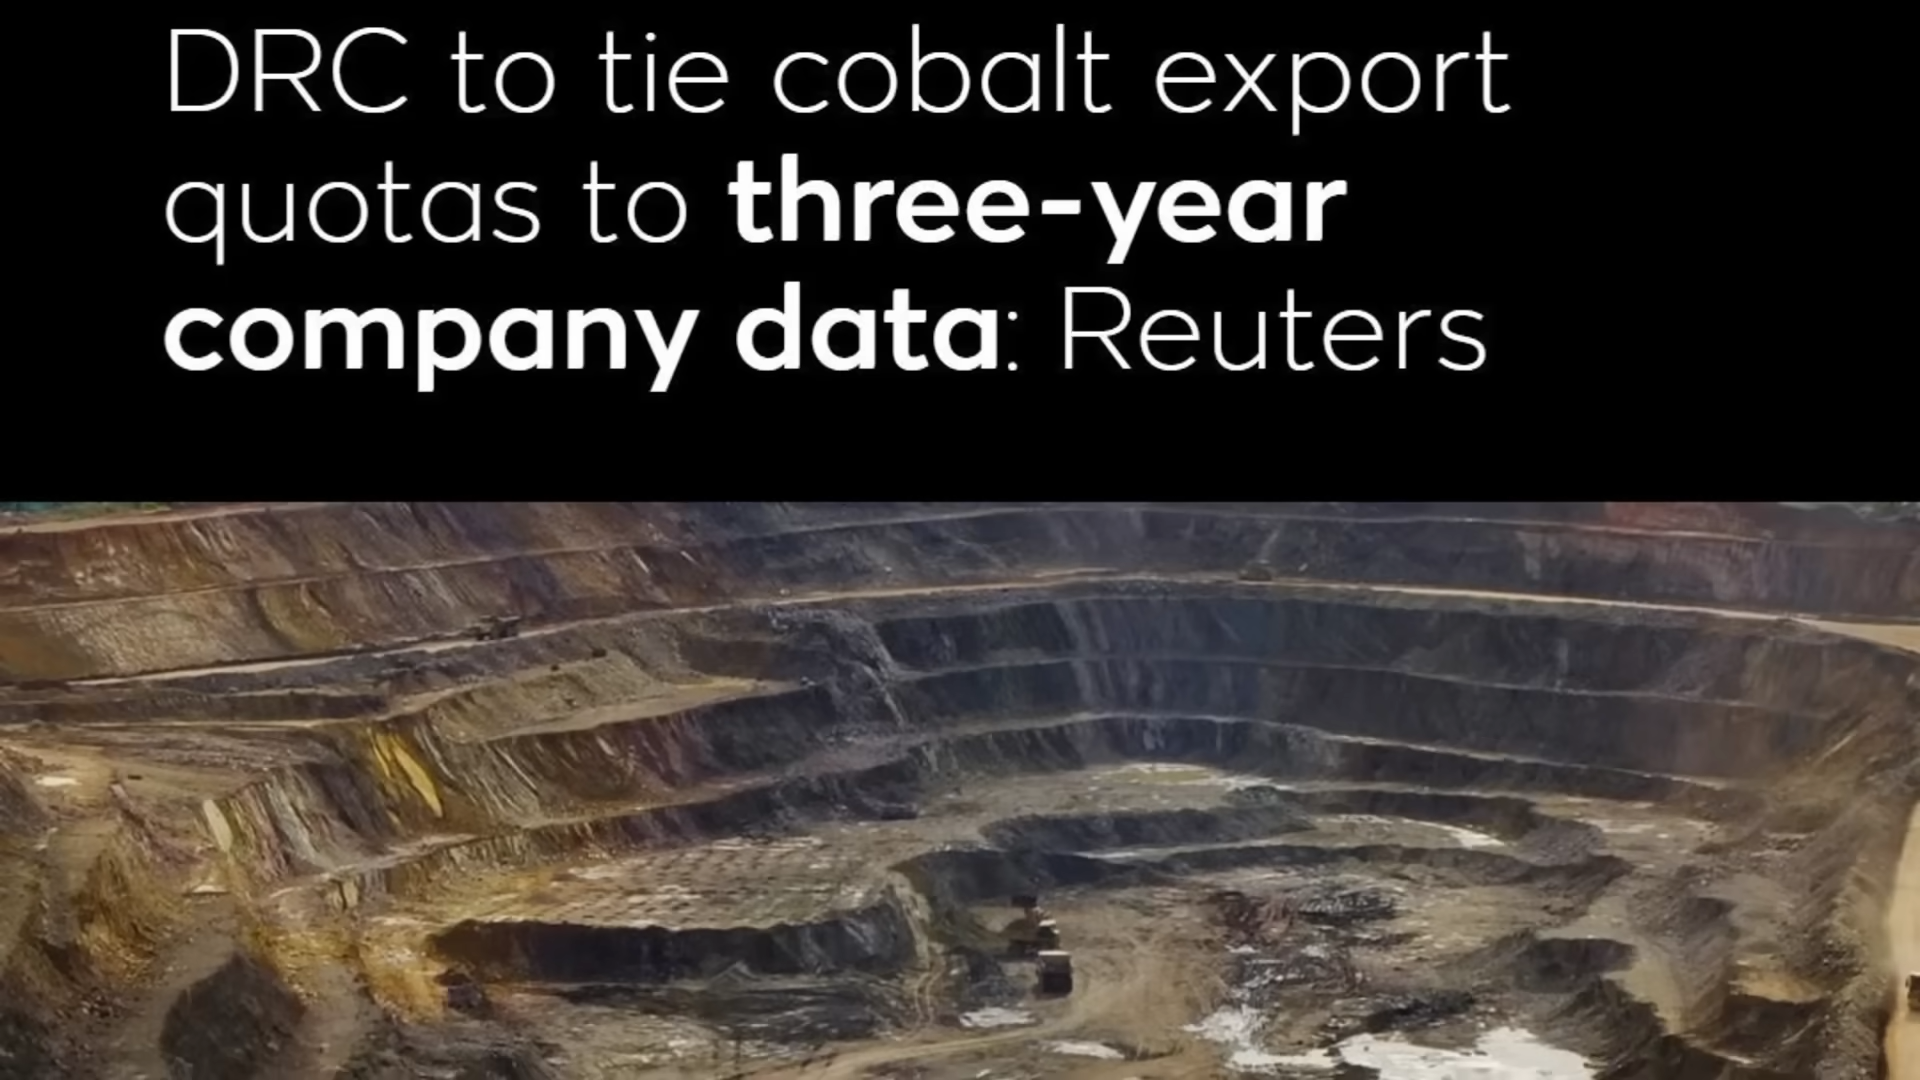 DRC to tie cobalt export
quotas to three-year
company data: Reuters